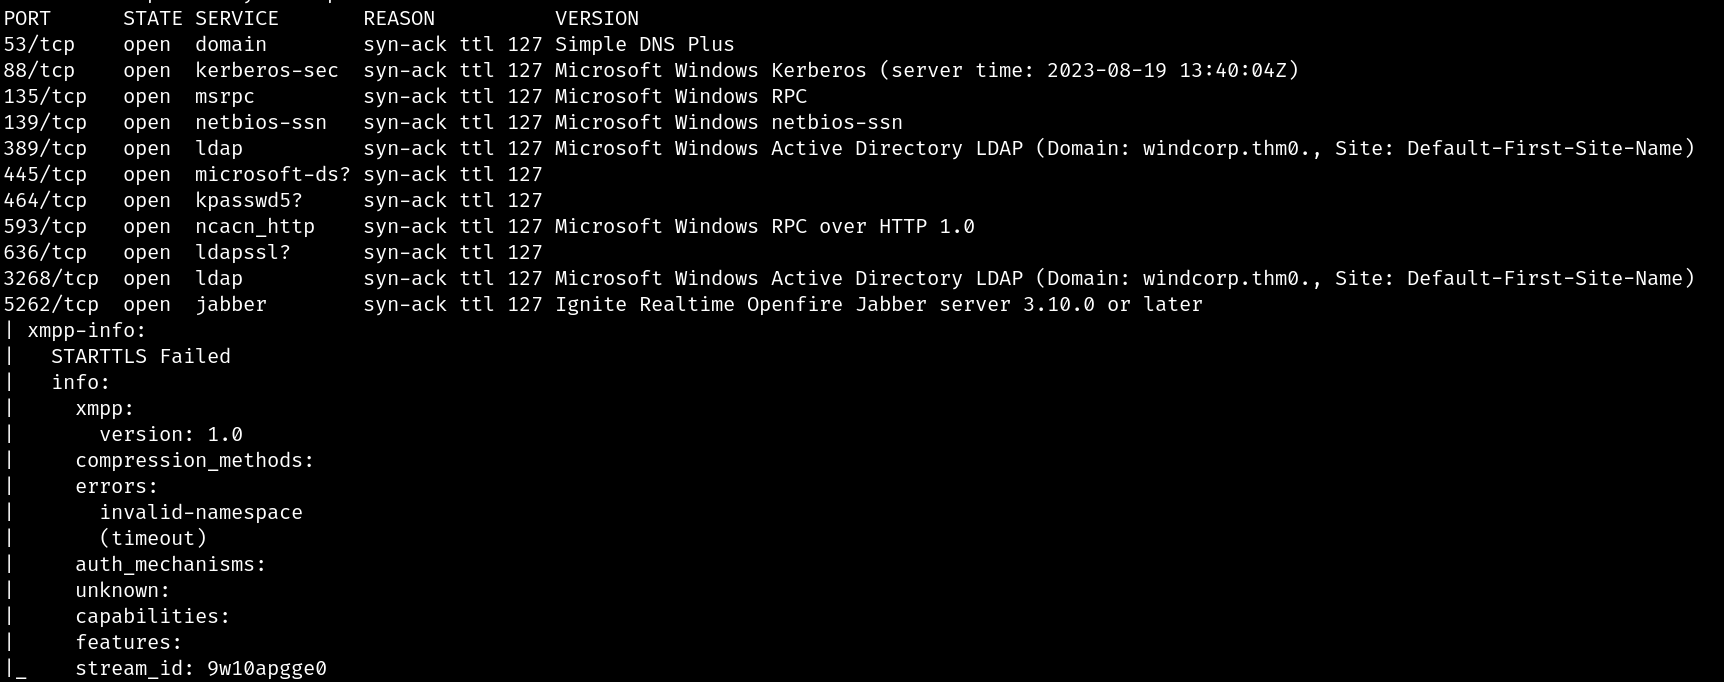 PORT      STATE SERVICE       REASON          VERSION
53/tcp    open  domain        syn-ack ttl 127 Simple DNS Plus
88/tcp    open  kerberos-sec  syn-ack ttl 127 Microsoft Windows Kerberos (server time: 2023-08-19 13:40:04Z)
135/tcp   open  msrpc         syn-ack ttl 127 Microsoft Windows RPC
139/tcp   open  netbios-ssn   syn-ack ttl 127 Microsoft Windows netbios-ssn
389/tcp   open  ldap          syn-ack ttl 127 Microsoft Windows Active Directory LDAP (Domain: windcorp.thm0., Site: Default-First-Site-Name)
445/tcp   open  microsoft-ds? syn-ack ttl 127
464/tcp   open  kpasswd5?     syn-ack ttl 127
593/tcp   open  ncacn_http    syn-ack ttl 127 Microsoft Windows RPC over HTTP 1.0
636/tcp   open  ldapssl?      syn-ack ttl 127
3268/tcp  open  ldap          syn-ack ttl 127 Microsoft Windows Active Directory LDAP (Domain: windcorp.thm0., Site: Default-First-Site-Name)
5262/tcp  open  jabber        syn-ack ttl 127 Ignite Realtime Openfire Jabber server 3.10.0 or later
| xmpp-info:
|   STARTTLS Failed
|   info:
|     xmpp:
|       version: 1.0
|     compression_methods:
|     errors:
|       invalid-namespace
|       (timeout)
|     auth_mechanisms:
|     unknown:
|     capabilities:
|     features:
|_    stream_id: 9w10apgge0